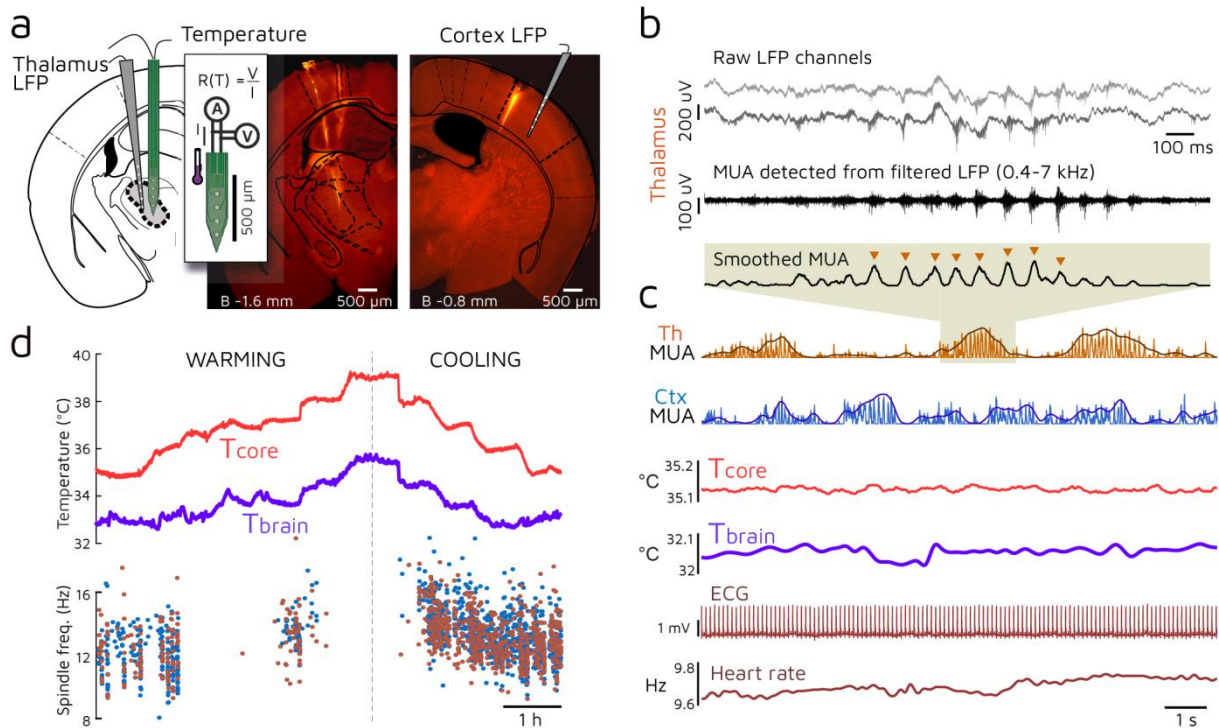 a
Thalamus
LFP
Temperature
R(T) = V
I
A
V
I
500 µm
B -1.6 mm
500 µm
Cortex LFP
B -0.8 mm
500 µm
b
Raw LFP channels
Thalamus
200 uV
100 ms
MUA detected from filtered LFP (0.4-7 kHz)
100 uV
Smoothed MUA
c
Th
MUA
Ctx
MUA
Tcore
°C
35.2
35.1
Tbrain
°C
32.1
32
ECG
1 mV
Heart rate
Hz
9.8
9.6
1 s
d
WARMING
COOLING
Temperature (°C)
40
38
36
34
32
Tcore
Tbrain
Spindle freq. (Hz)
16
12
8
1 h